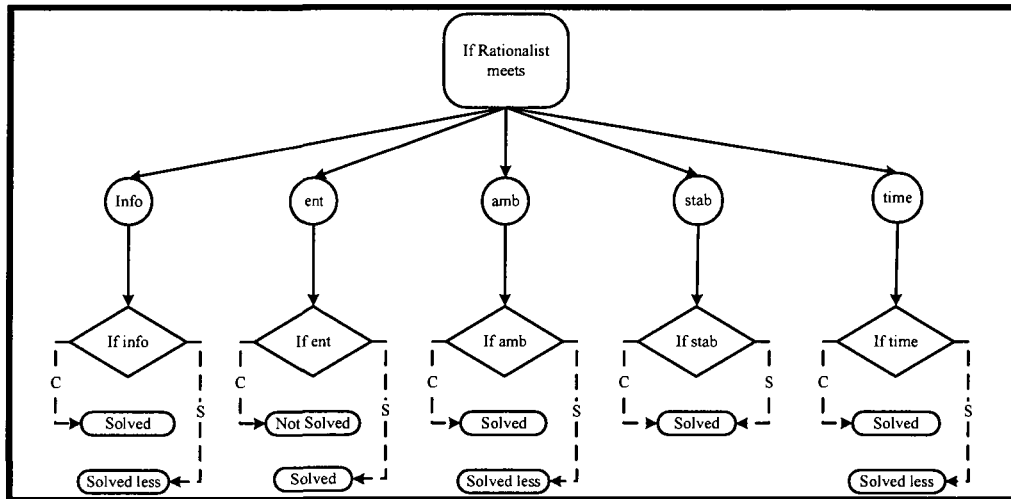 If Rationalist
meets
Info
ent
amb
stab
time
If info
If ent
If amb
If stab
If time
C
S
C
S
C
S
C
S
C
S
Solved
Not Solved
Solved
Solved
Solved
Solved less
Solved
Solved less
Solved less